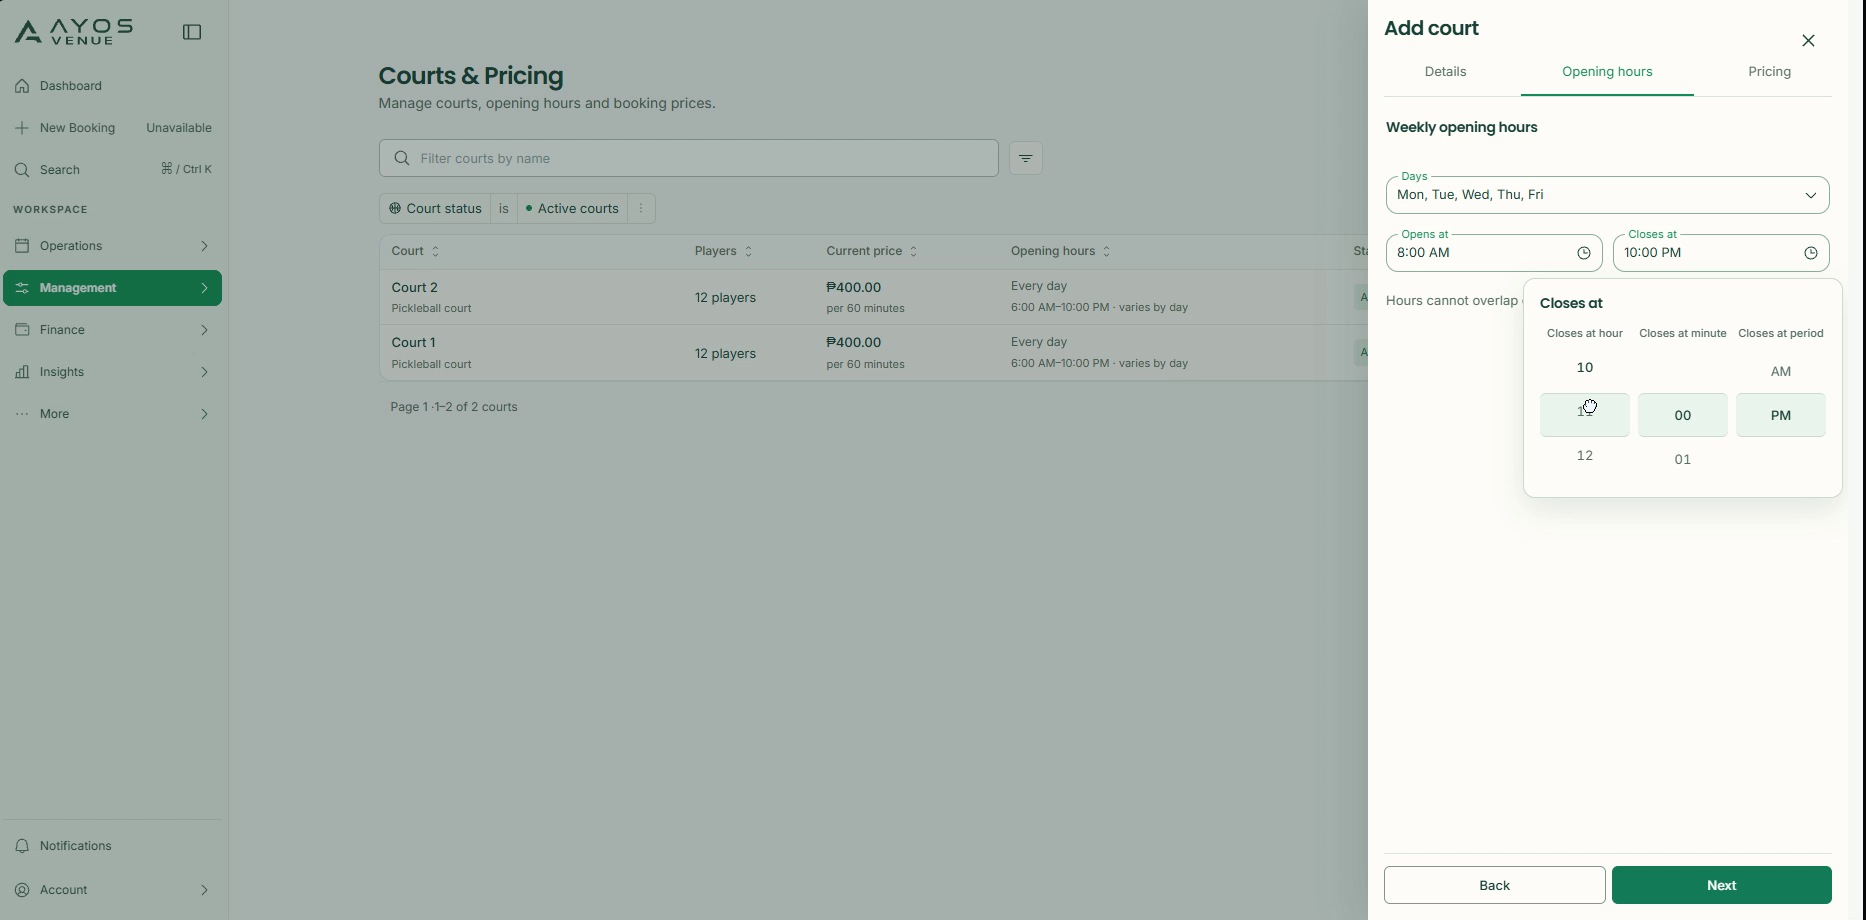 AYOS
VENUE
Dashboard
New Booking Unavailable
Search ⌘ / Ctrl K
WORKSPACE
Operations
Management
Finance
Insights
More
Notifications
Account
Courts & Pricing
Manage courts, opening hours and booking prices.
Filter courts by name
Court status is Active courts
Court Players Current price Opening hours
Court 2 12 players ₱400.00 Every day
Pickleball court per 60 minutes 6:00 AM–10:00 PM · varies by day
Court 1 12 players ₱400.00 Every day
Pickleball court per 60 minutes 6:00 AM–10:00 PM · varies by day
Page 1 ·1–2 of 2 courts
Add court
Details Opening hours Pricing
Weekly opening hours
Days
Mon, Tue, Wed, Thu, Fri
Opens at Closes at
8:00 AM 10:00 PM
Hours cannot overlap
Closes at
Closes at hour Closes at minute Closes at period
10 AM
00 PM
12 01
Back Next